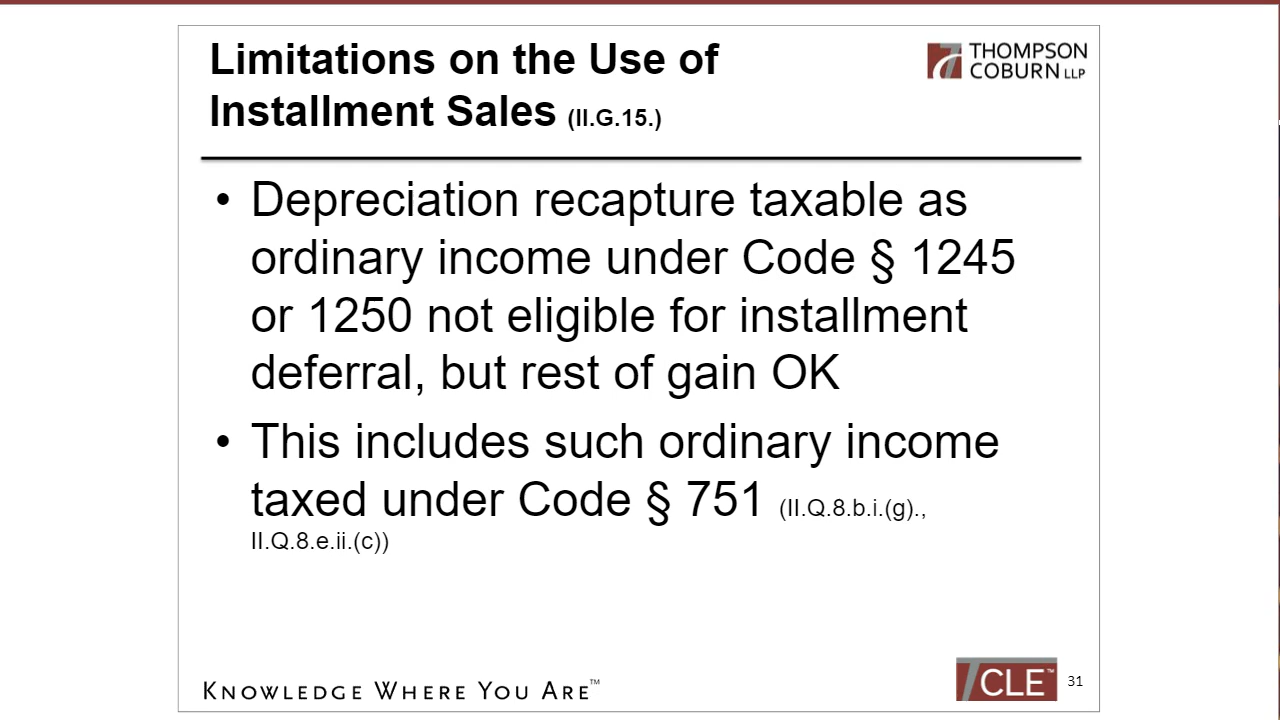 Limitations on the Use of
Installment Sales (II.G.15.)
THOMPSON
COBURN LLP
• Depreciation recapture taxable as
ordinary income under Code § 1245
or 1250 not eligible for installment
deferral, but rest of gain OK
• This includes such ordinary income
taxed under Code § 751 (II.Q.8.b.i.(g).,
II.Q.8.e.ii.(c))
KNOWLEDGE WHERE YOU ARE™
CLE™
31